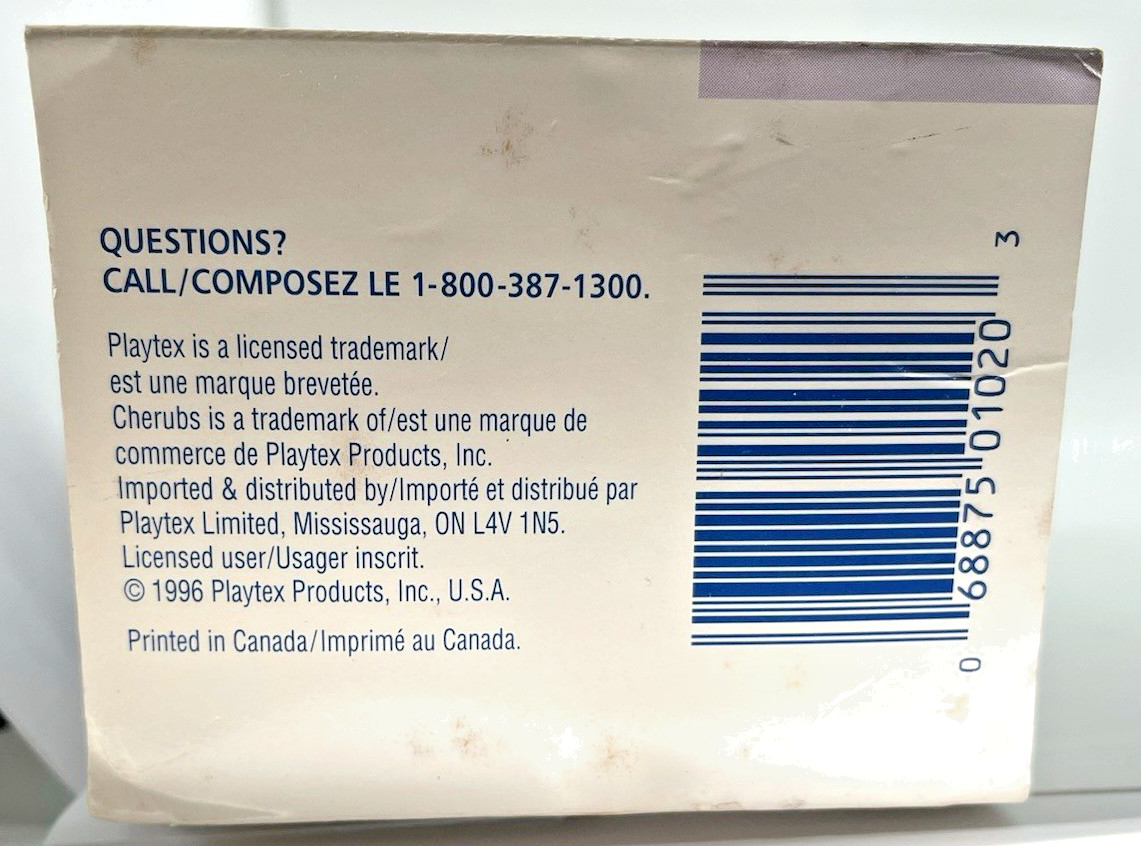 QUESTIONS?
CALL/COMPOSEZ LE 1-800-387-1300.
Playtex is a licensed trademark/
est une marque brevetée.
Cherubs is a trademark of/est une marque de
commerce de Playtex Products, Inc.
Imported & distributed by/Importé et distribué par
Playtex Limited, Mississauga, ON L4V 1N5.
Licensed user/Usager inscrit.
© 1996 Playtex Products, Inc., U.S.A.
Printed in Canada/Imprimé au Canada.
0 68875 01020 3